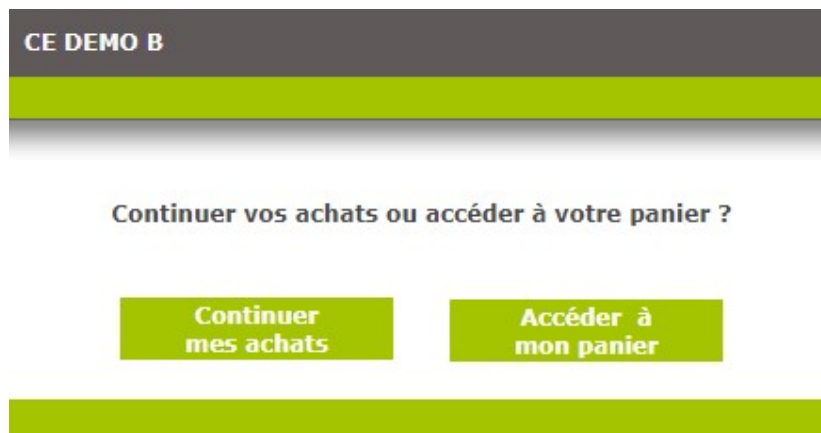 CE DEMO B
Continuer vos achats ou accéder à votre panier ?
Continuer
mes achats
Accéder à
mon panier